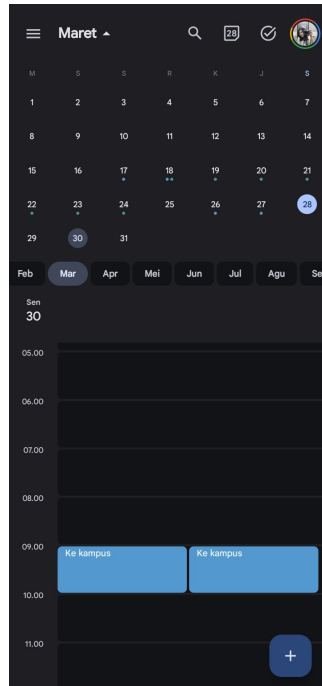 Maret
28
M S S R K J S
1 2 3 4 5 6 7
8 9 10 11 12 13 14
15 16 17 18 19 20 21
22 23 24 25 26 27 28
29 30 31
Feb Mar Apr Mei Jun Jul Agu Se
Sen
30
05.00
06.00
07.00
08.00
09.00 Ke kampus Ke kampus
10.00
11.00